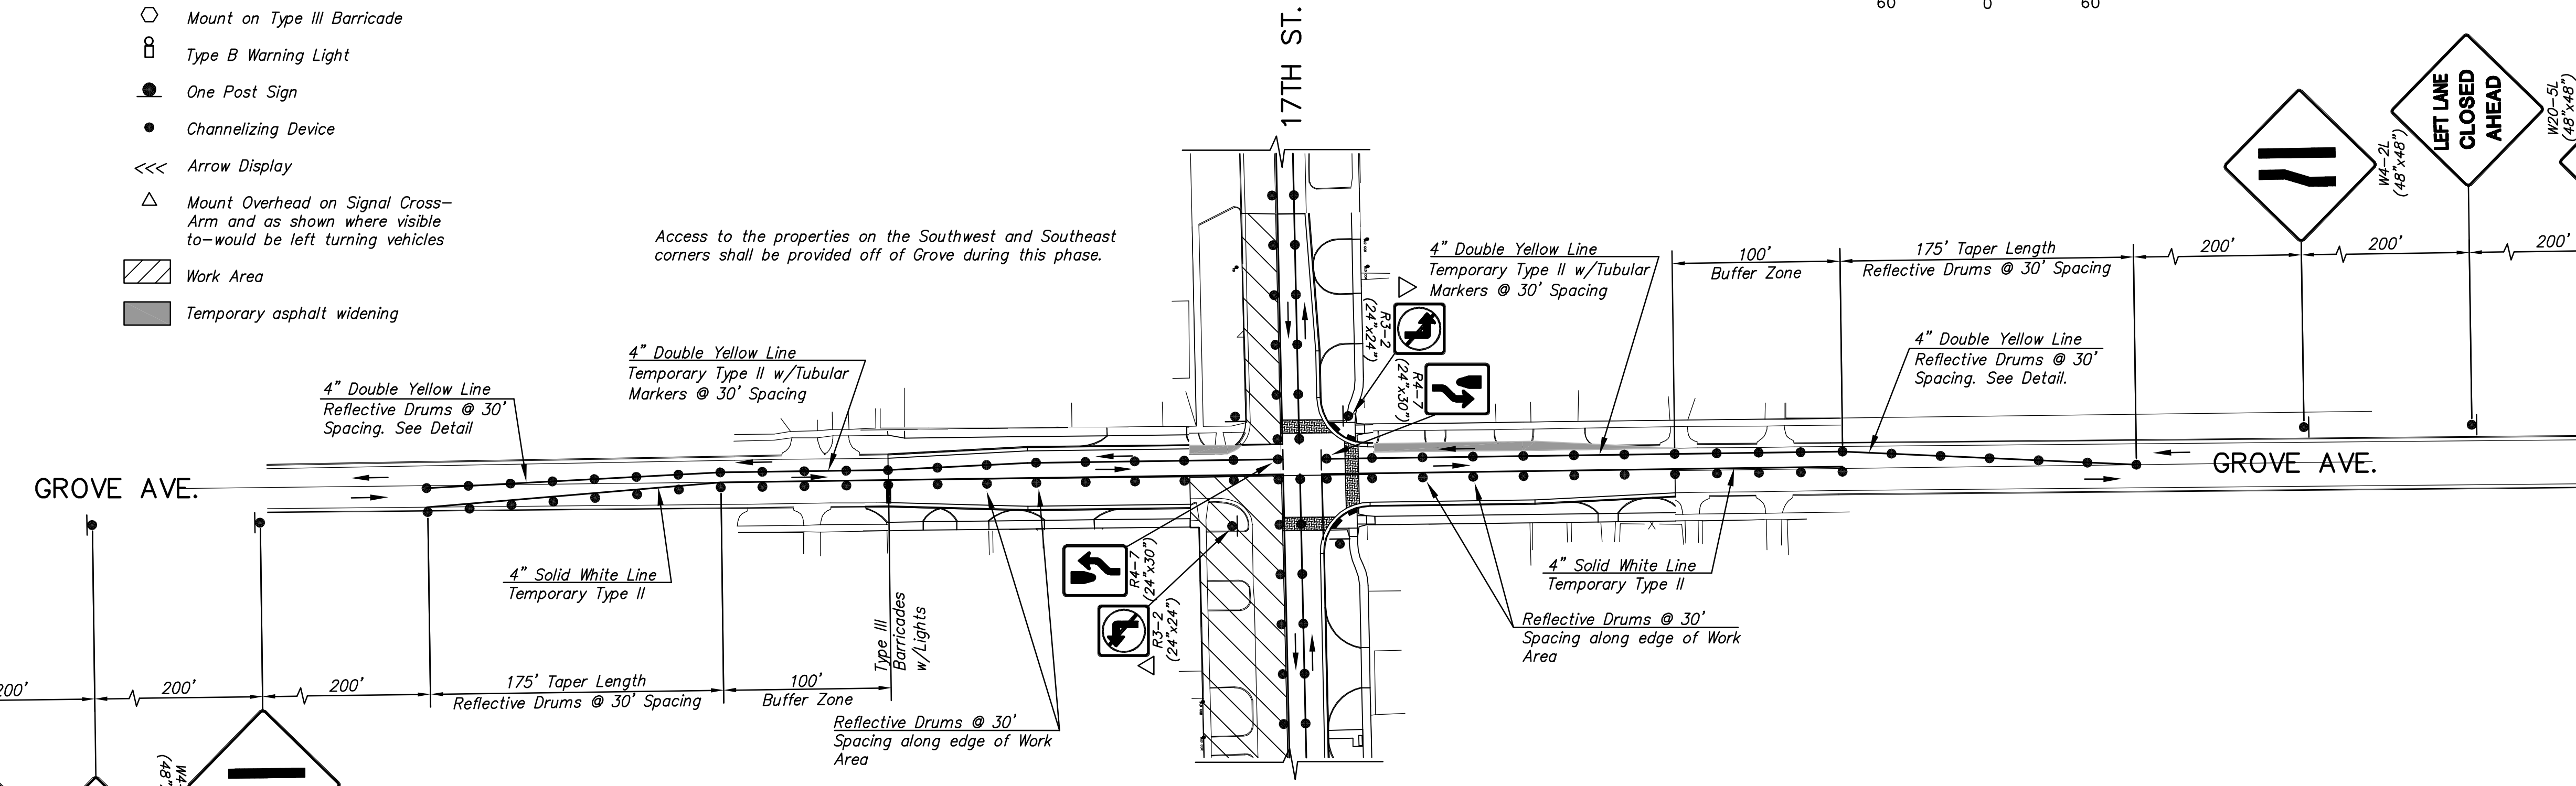 Mount on Type III Barricade
Type B Warning Light
One Post Sign
Channelizing Device
Arrow Display
Mount Overhead on Signal Cross-
Arm and as shown where visible
to-would be left turning vehicles
Work Area
Temporary asphalt widening
60 0 60
17TH ST.
Access to the properties on the Southwest and Southeast
corners shall be provided off of Grove during this phase.
4" Double Yellow Line
Reflective Drums @ 30'
Spacing. See Detail
4" Double Yellow Line
Temporary Type II w/Tubular
Markers @ 30' Spacing
R3-2
(24"x24")
R4-7
(24"x30")
4" Double Yellow Line
Temporary Type II w/Tubular
Markers @ 30' Spacing
100'
Buffer Zone
175' Taper Length
Reflective Drums @ 30' Spacing
200'
200'
200'
4" Double Yellow Line
Reflective Drums @ 30'
Spacing. See Detail.
W4-2L
(48"x48")
LEFT LANE
CLOSED
AHEAD
W20-5L
(48"x48")
GROVE AVE.
GROVE AVE.
4" Solid White Line
Temporary Type II
Type III
Barricades
w/Lights
R4-7
(24"x30")
R3-2
(24"x24")
4" Solid White Line
Temporary Type II
Reflective Drums @ 30'
Spacing along edge of Work
Area
200'
200'
200'
175' Taper Length
Reflective Drums @ 30' Spacing
100'
Buffer Zone
Reflective Drums @ 30'
Spacing along edge of Work
Area
W4-
(48"